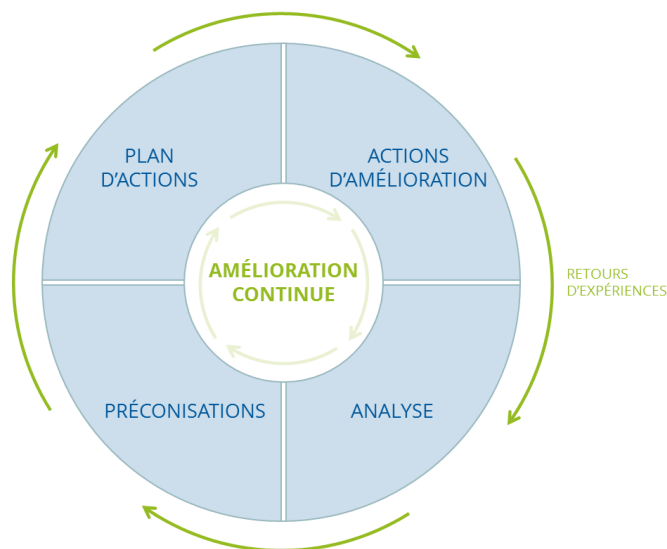 PLAN
D’ACTIONS
ACTIONS
D’AMÉLIORATION
AMÉLIORATION
CONTINUE
RETOURS
D’EXPÉRIENCES
PRÉCONISATIONS
ANALYSE